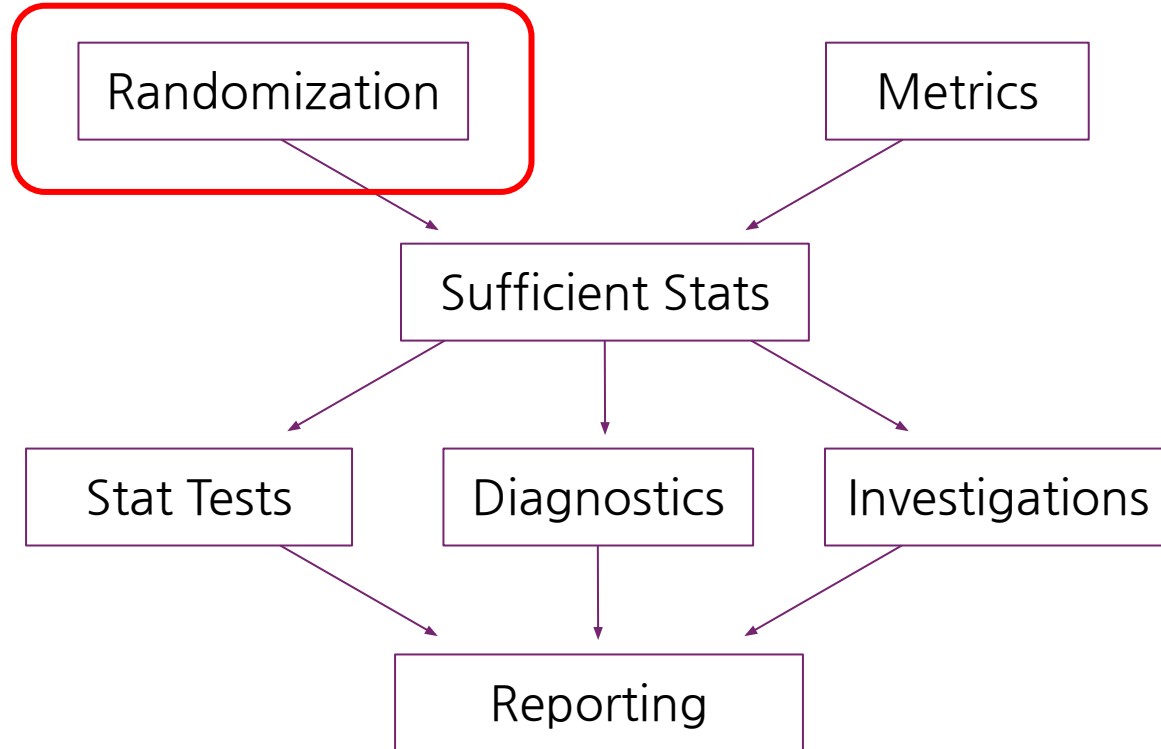 Randomization
Metrics
Sufficient Stats
Stat Tests
Diagnostics
Investigations
Reporting